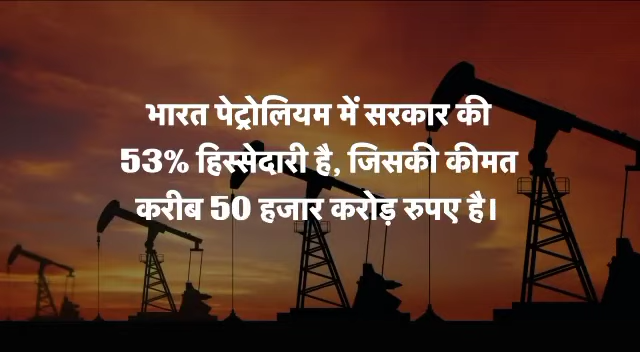 भारत पेट्रोलियम में सरकार की
53% हिस्सेदारी है, जिसकी कीमत
करीब 50 हजार करोड़ रुपए है।